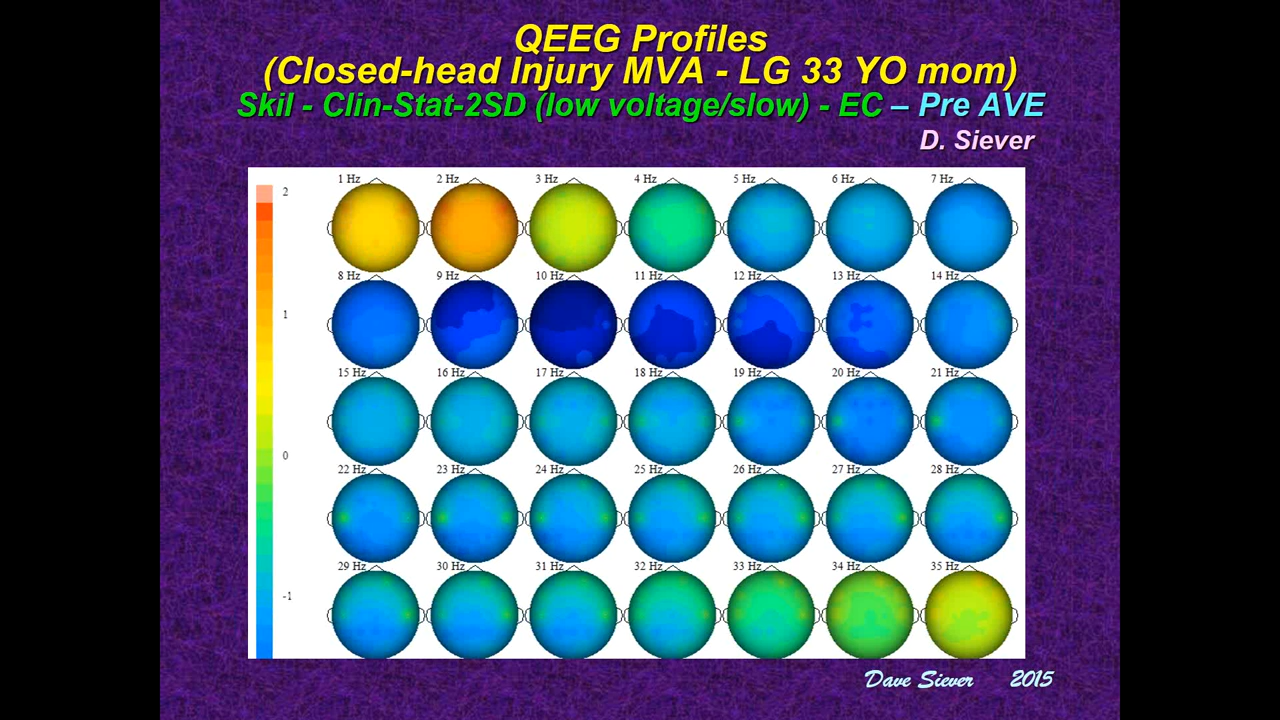 QEEG Profiles
(Closed-head Injury MVA - LG 33 YO mom)
Skil - Clin-Stat-2SD (low voltage/slow) - EC – Pre AVE
D. Siever
1 Hz 2 Hz 3 Hz 4 Hz 5 Hz 6 Hz 7 Hz
2
8 Hz 9 Hz 10 Hz 11 Hz 12 Hz 13 Hz 14 Hz
1
15 Hz 16 Hz 17 Hz 18 Hz 19 Hz 20 Hz 21 Hz
0
22 Hz 23 Hz 24 Hz 25 Hz 26 Hz 27 Hz 28 Hz
29 Hz 30 Hz 31 Hz 32 Hz 33 Hz 34 Hz 35 Hz
-1
Dave Siever 2015